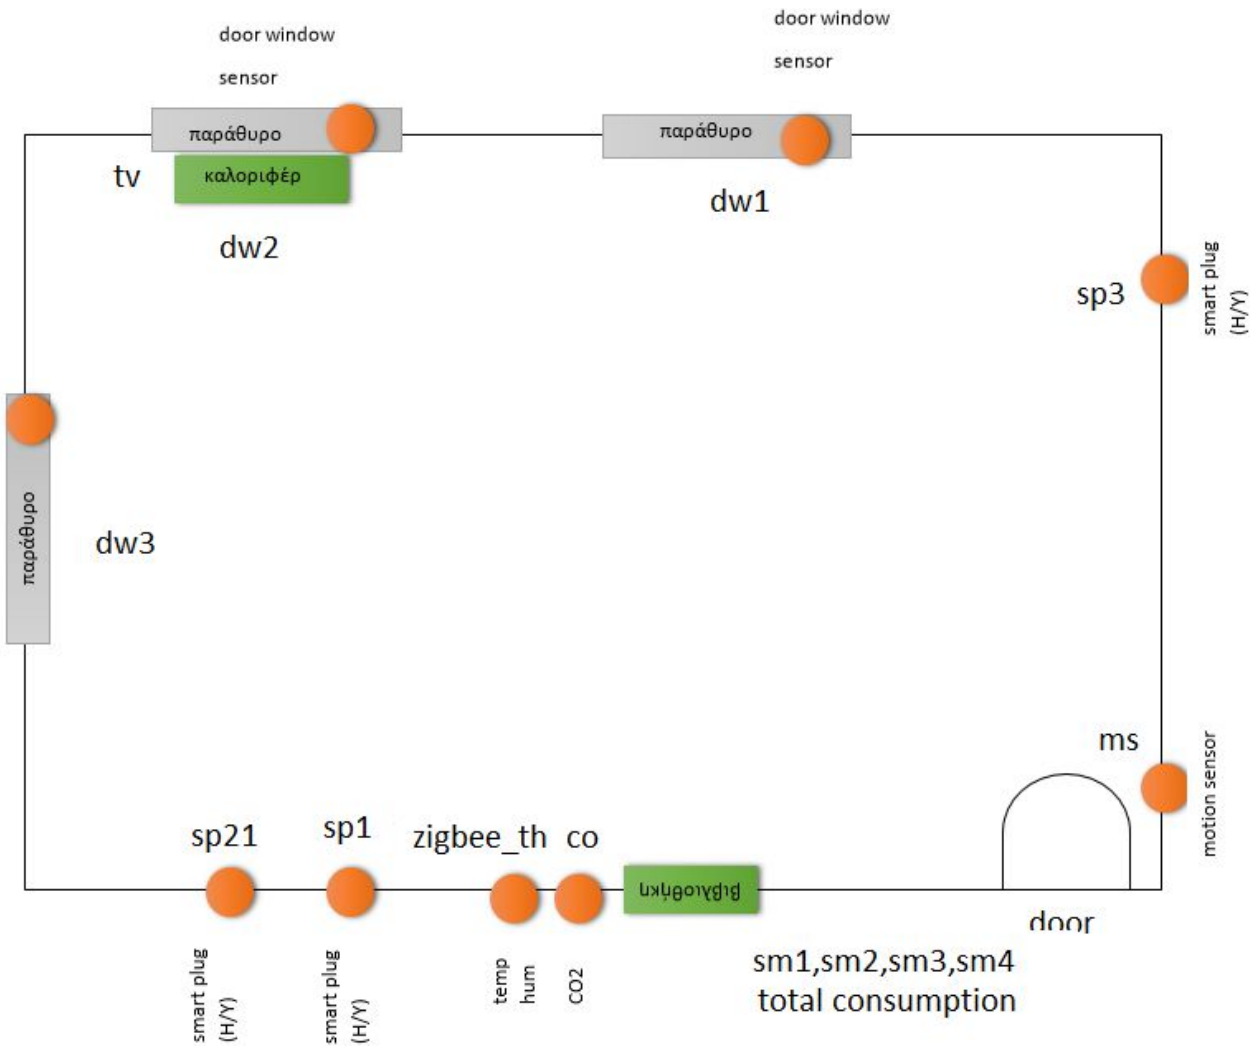 door window
sensor
door window
sensor
παράθυρο
παράθυρο
tv
καλοριφέρ
dw1
dw2
sp3
smart plug
(H/Y)
παράθυρο
dw3
ms
motion sensor
sp21
sp1
zigbee_th
co
βιβλιοθήκη
door
smart plug
(H/Y)
smart plug
(H/Y)
temp
hum
CO2
sm1,sm2,sm3,sm4
total consumption